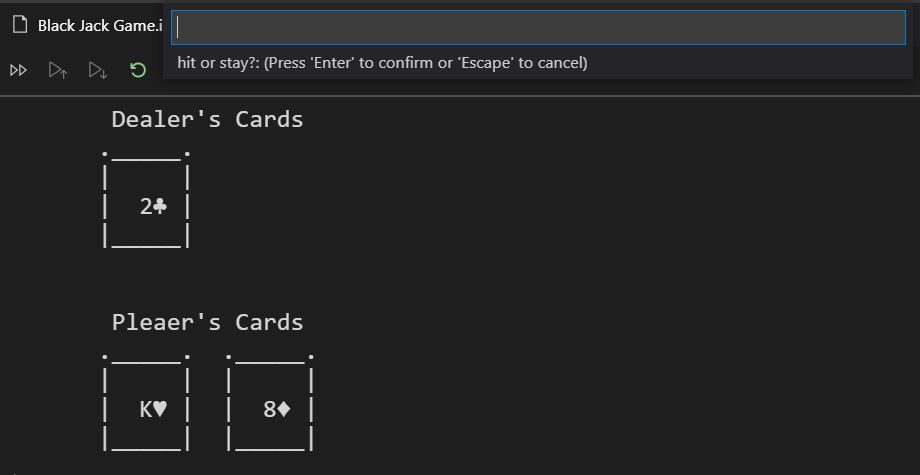 Black Jack Game.i
hit or stay?: (Press 'Enter' to confirm or 'Escape' to cancel)
Dealer's Cards
2♣
Pleaer's Cards
K♥ 8♦